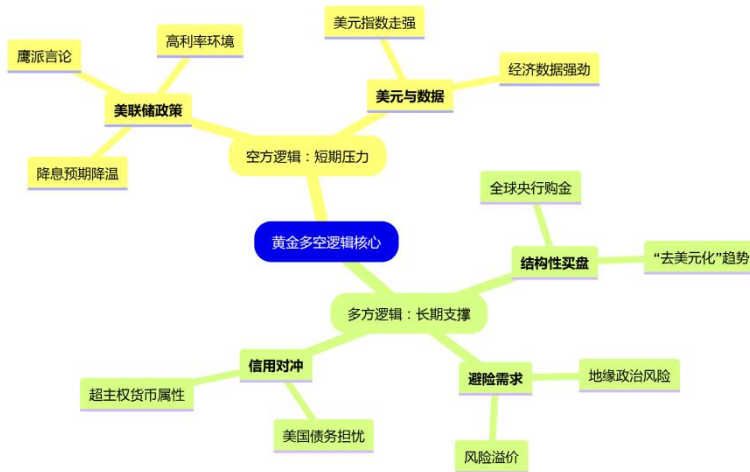 美元指数走强
高利率环境
鹰派言论
经济数据强劲
美元与数据
美联储政策
空方逻辑：短期压力
降息预期降温
全球央行购金
黄金多空逻辑核心
结构性买盘
“去美元化”趋势
多方逻辑：长期支撑
信用对冲
避险需求
地缘政治风险
超主权货币属性
美国债务担忧
风险溢价